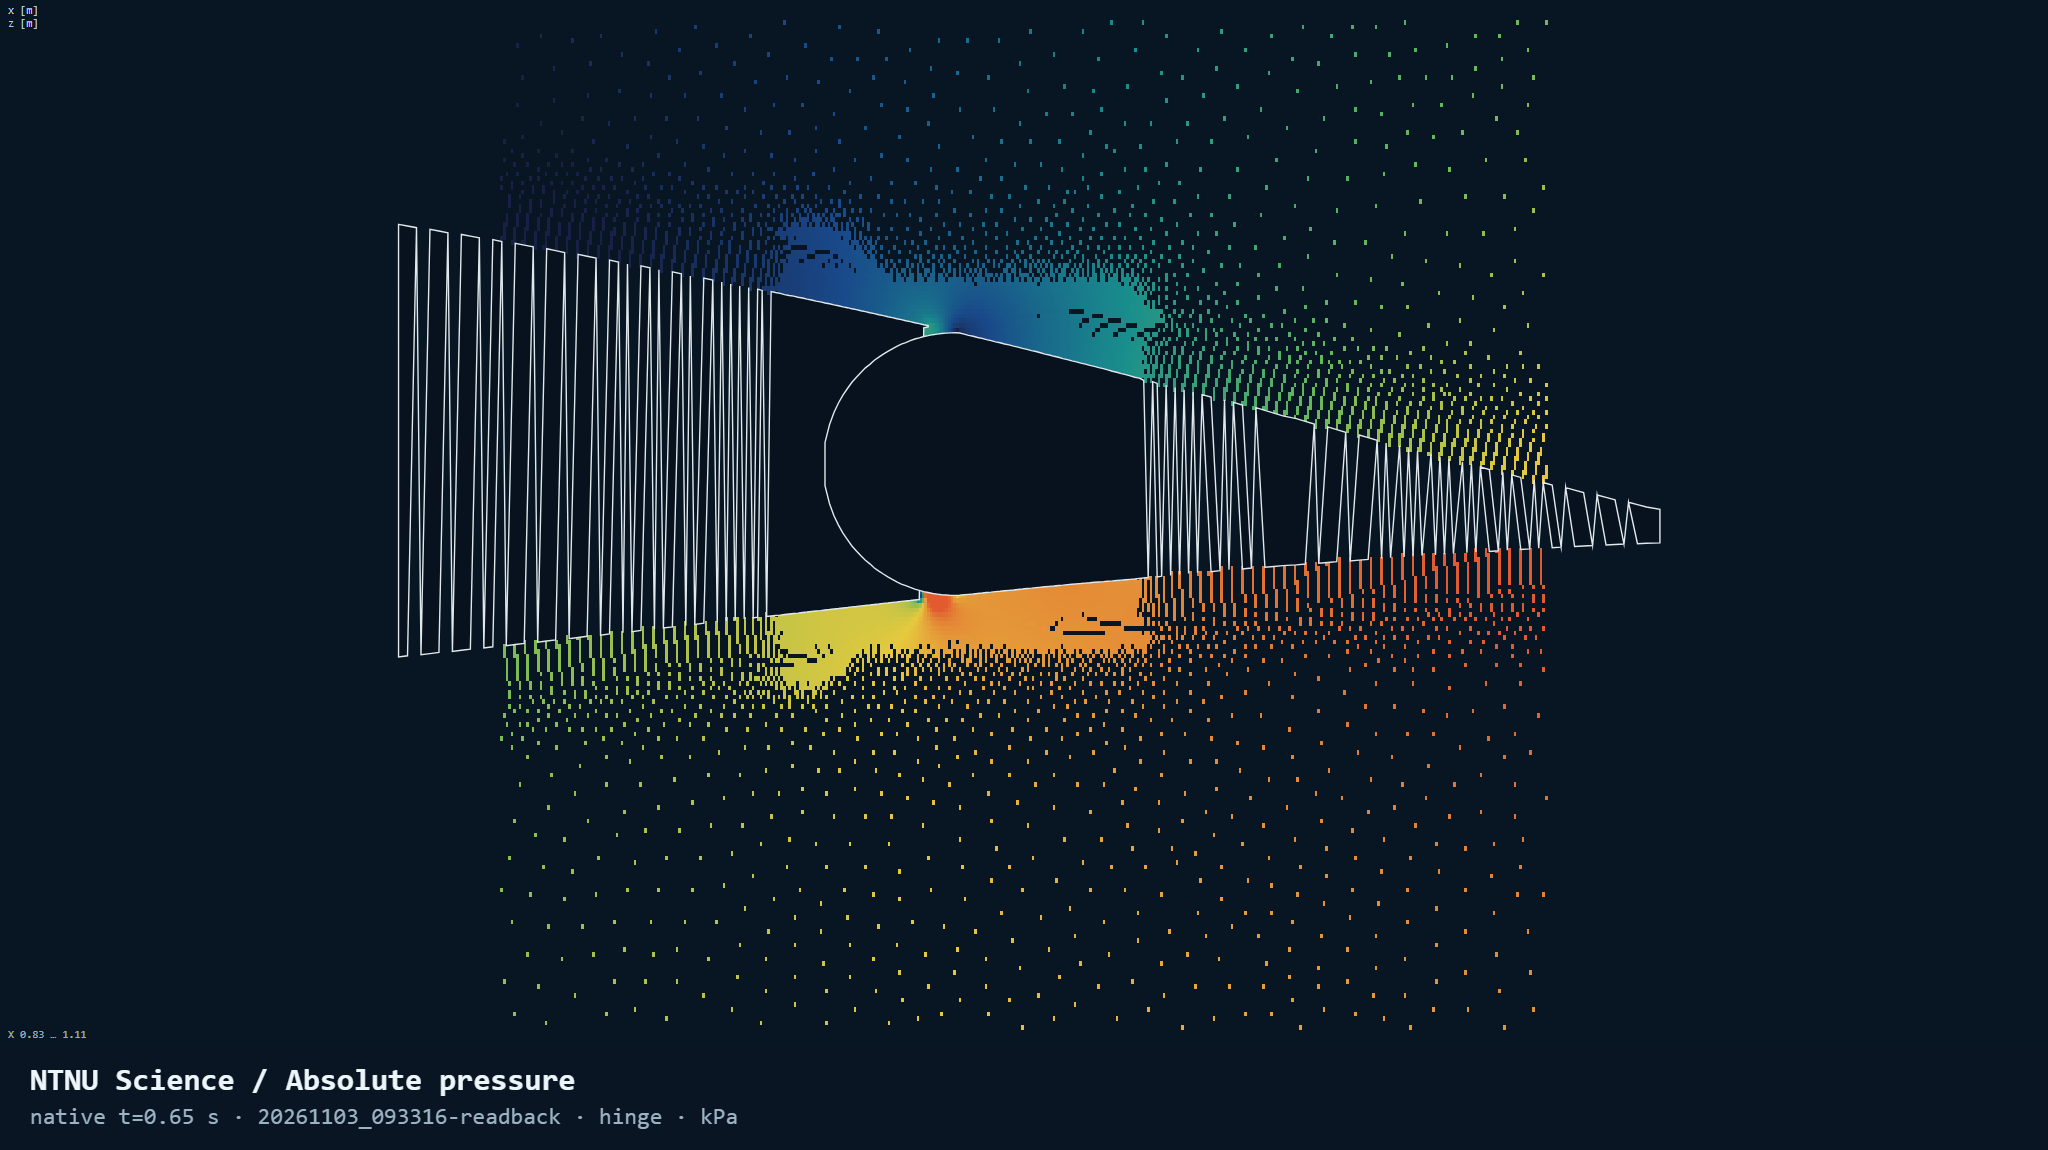 x [m]
z [m]
X 0.83 … 1.11
NTNU Science / Absolute pressure
native t=0.65 s · 20261103_093316-readback · hinge · kPa